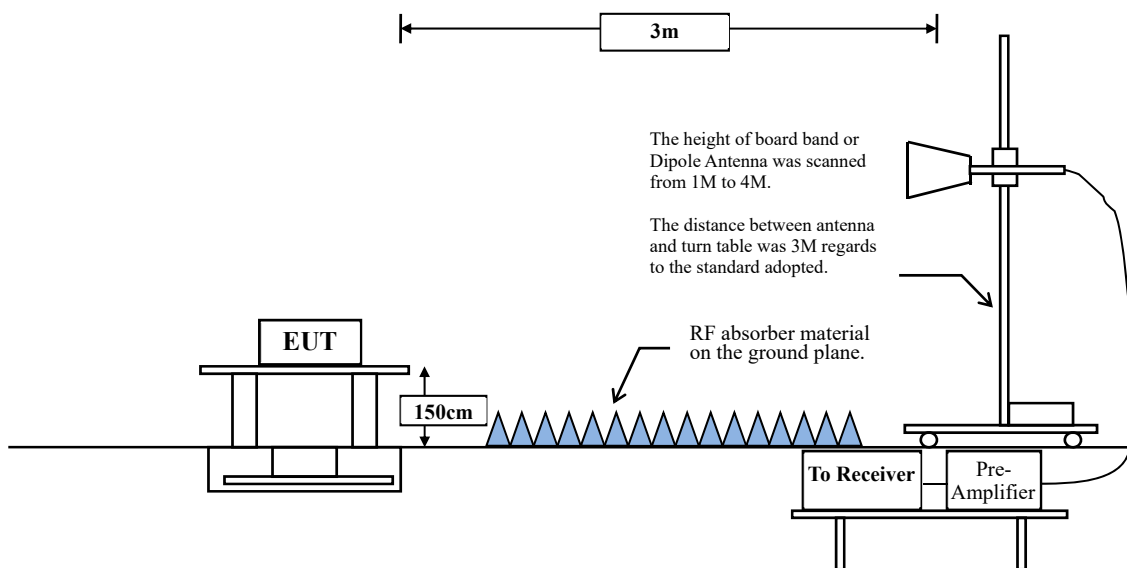 3m
The height of board band or
Dipole Antenna was scanned
from 1M to 4M.
The distance between antenna
and turn table was 3M regards
to the standard adopted.
EUT
RF absorber material
on the ground plane.
150cm
To Receiver
Pre-
Amplifier